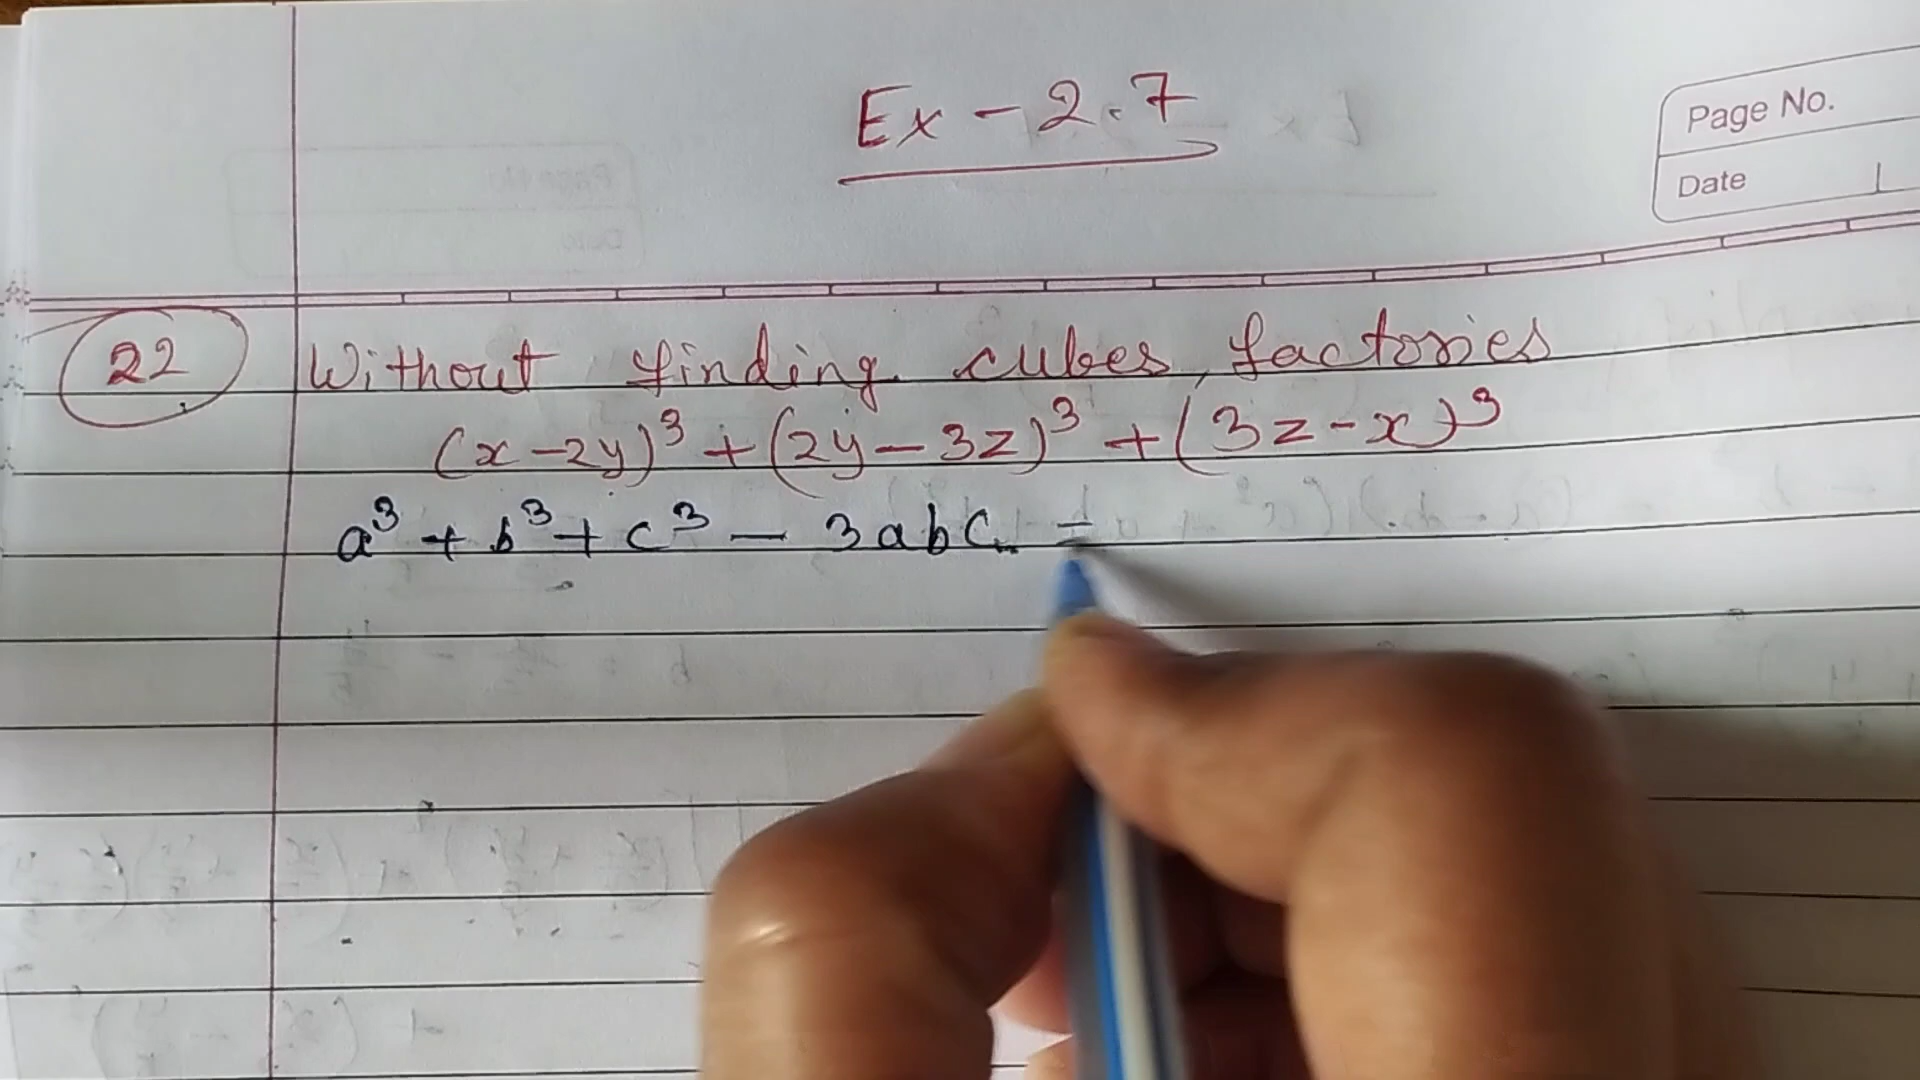 Ex - 2.7
Page No.
Date
22 Without finding cubes, factories
(x-2y)³ + (2y-3z)³ + (3z-x)³
a³ + b³ + c³ - 3abc =